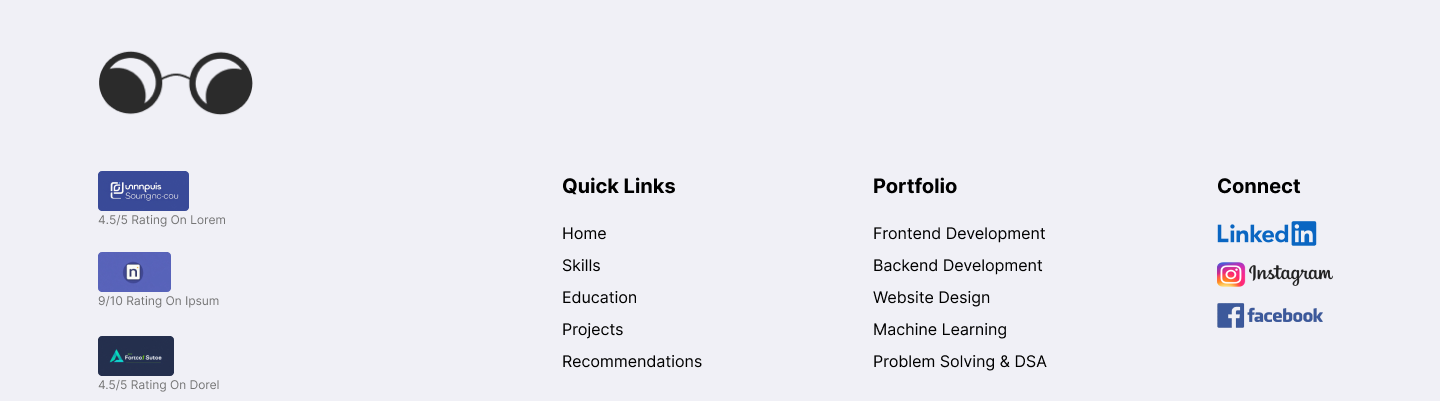 unnnpuis
Soungnc-cou
4.5/5 Rating On Lorem
n
9/10 Rating On Ipsum
4.5/5 Rating On Dorel
Quick Links
Home
Skills
Education
Projects
Recommendations
Portfolio
Frontend Development
Backend Development
Website Design
Machine Learning
Problem Solving & DSA
Connect
Linkedin
Instagram
facebook